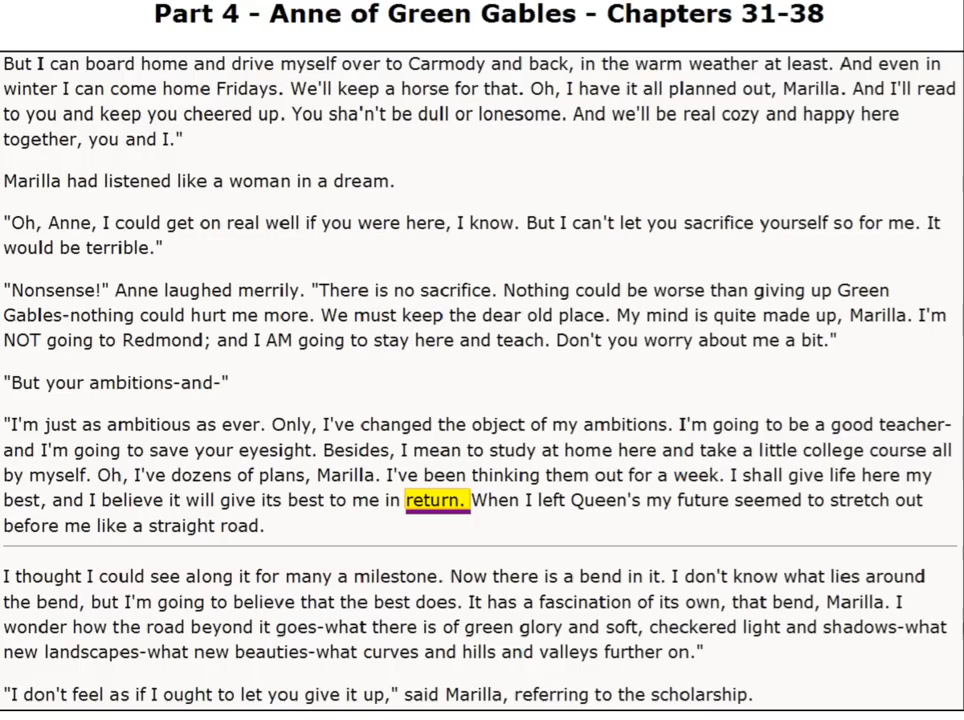 Part 4 - Anne of Green Gables - Chapters 31-38
But I can board home and drive myself over to Carmody and back, in the warm weather at least. And even in
winter I can come home Fridays. We'll keep a horse for that. Oh, I have it all planned out, Marilla. And I'll read
to you and keep you cheered up. You sha'n't be dull or lonesome. And we'll be real cozy and happy here
together, you and I."
Marilla had listened like a woman in a dream.
"Oh, Anne, I could get on real well if you were here, I know. But I can't let you sacrifice yourself so for me. It
would be terrible."
"Nonsense!" Anne laughed merrily. "There is no sacrifice. Nothing could be worse than giving up Green
Gables-nothing could hurt me more. We must keep the dear old place. My mind is quite made up, Marilla. I'm
NOT going to Redmond; and I AM going to stay here and teach. Don't you worry about me a bit."
"But your ambitions-and-"
"I'm just as ambitious as ever. Only, I've changed the object of my ambitions. I'm going to be a good teacher-
and I'm going to save your eyesight. Besides, I mean to study at home here and take a little college course all
by myself. Oh, I've dozens of plans, Marilla. I've been thinking them out for a week. I shall give life here my
best, and I believe it will give its best to me in return. When I left Queen's my future seemed to stretch out
before me like a straight road.
I thought I could see along it for many a milestone. Now there is a bend in it. I don't know what lies around
the bend, but I'm going to believe that the best does. It has a fascination of its own, that bend, Marilla. I
wonder how the road beyond it goes-what there is of green glory and soft, checkered light and shadows-what
new landscapes-what new beauties-what curves and hills and valleys further on."
"I don't feel as if I ought to let you give it up," said Marilla, referring to the scholarship.